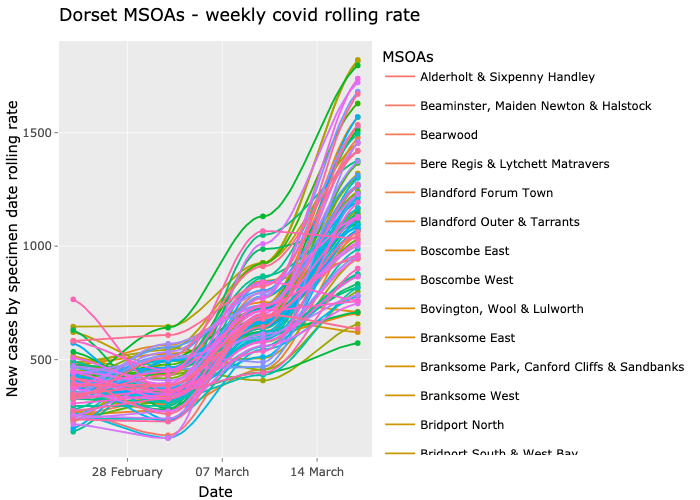 Dorset MSOAs - weekly covid rolling rate
New cases by specimen date rolling rate
1500
1000
500
28 February
07 March
14 March
Date
MSOAs
Alderholt & Sixpenny Handley
Beaminster, Maiden Newton & Halstock
Bearwood
Bere Regis & Lytchett Matravers
Blandford Forum Town
Blandford Outer & Tarrants
Boscombe East
Boscombe West
Bovington, Wool & Lulworth
Branksome East
Branksome Park, Canford Cliffs & Sandbanks
Branksome West
Bridport North
Bridport South & West Bay